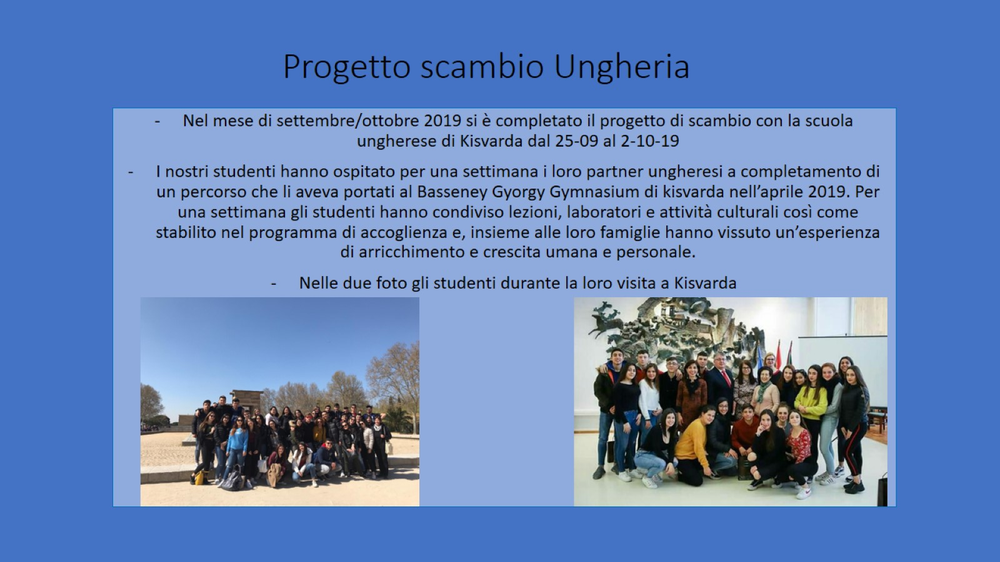 Progetto scambio Ungheria
- Nel mese di settembre/ottobre 2019 si è completato il progetto di scambio con la scuola
ungherese di Kisvarda dal 25-09 al 2-10-19
- I nostri studenti hanno ospitato per una settimana i loro partner ungheresi a completamento di
un percorso che li aveva portati al Basseney Gyorgy Gymnasium di kisvarda nell’aprile 2019. Per
una settimana gli studenti hanno condiviso lezioni, laboratori e attività culturali così come
stabilito nel programma di accoglienza e, insieme alle loro famiglie hanno vissuto un’esperienza
di arricchimento e crescita umana e personale.
- Nelle due foto gli studenti durante la loro visita a Kisvarda